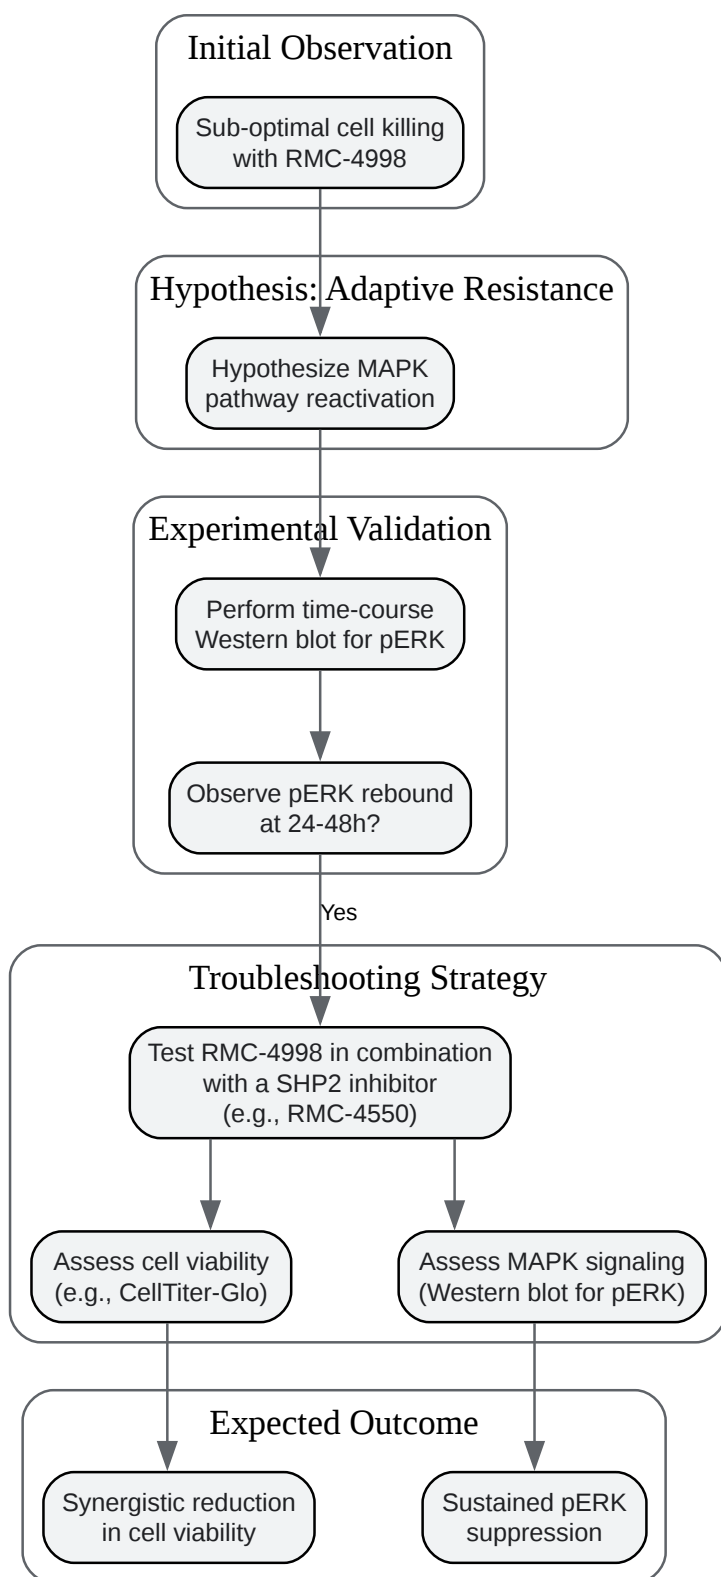 Initial Observation
Sub-optimal cell killing
with RMC-4998
Hypothesis: Adaptive Resistance
Hypothesize MAPK
pathway reactivation
Experimental Validation
Perform time-course
Western blot for pERK
Observe pERK rebound
at 24-48h?
Yes
Troubleshooting Strategy
Test RMC-4998 in combination
with a SHP2 inhibitor
(e.g., RMC-4550)
Assess cell viability
(e.g., CellTiter-Glo)
Assess MAPK signaling
(Western blot for pERK)
Expected Outcome
Synergistic reduction
in cell viability
Sustained pERK
suppression